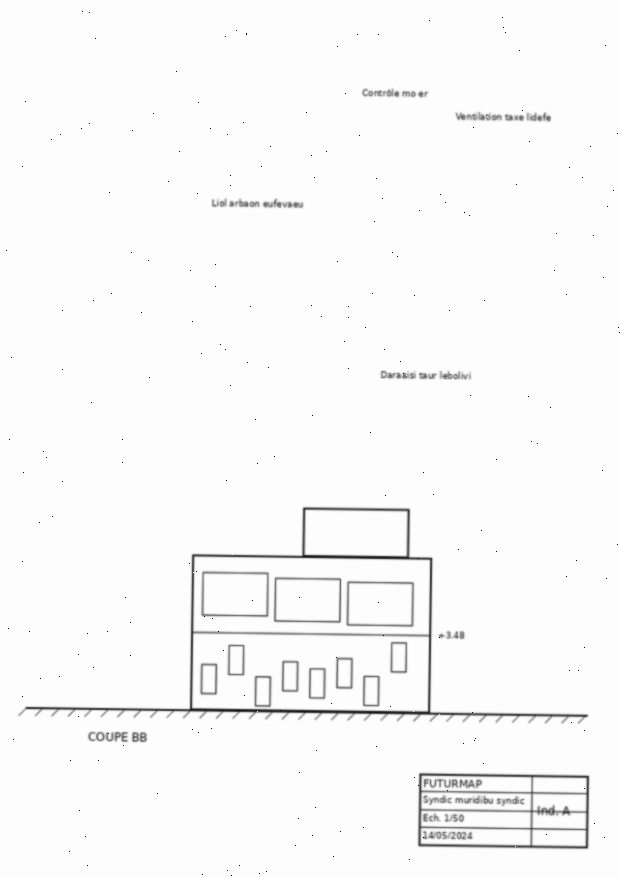 Contrôle mo er
Ventilation taxe lidefe
Liol arbaon eufevaeu
Daraaisi taur lebolivi
+3.48
COUPE BB
FUTURMAP
Syndic muridibu syndic
Ech. 1/50
14/05/2024
Ind. A